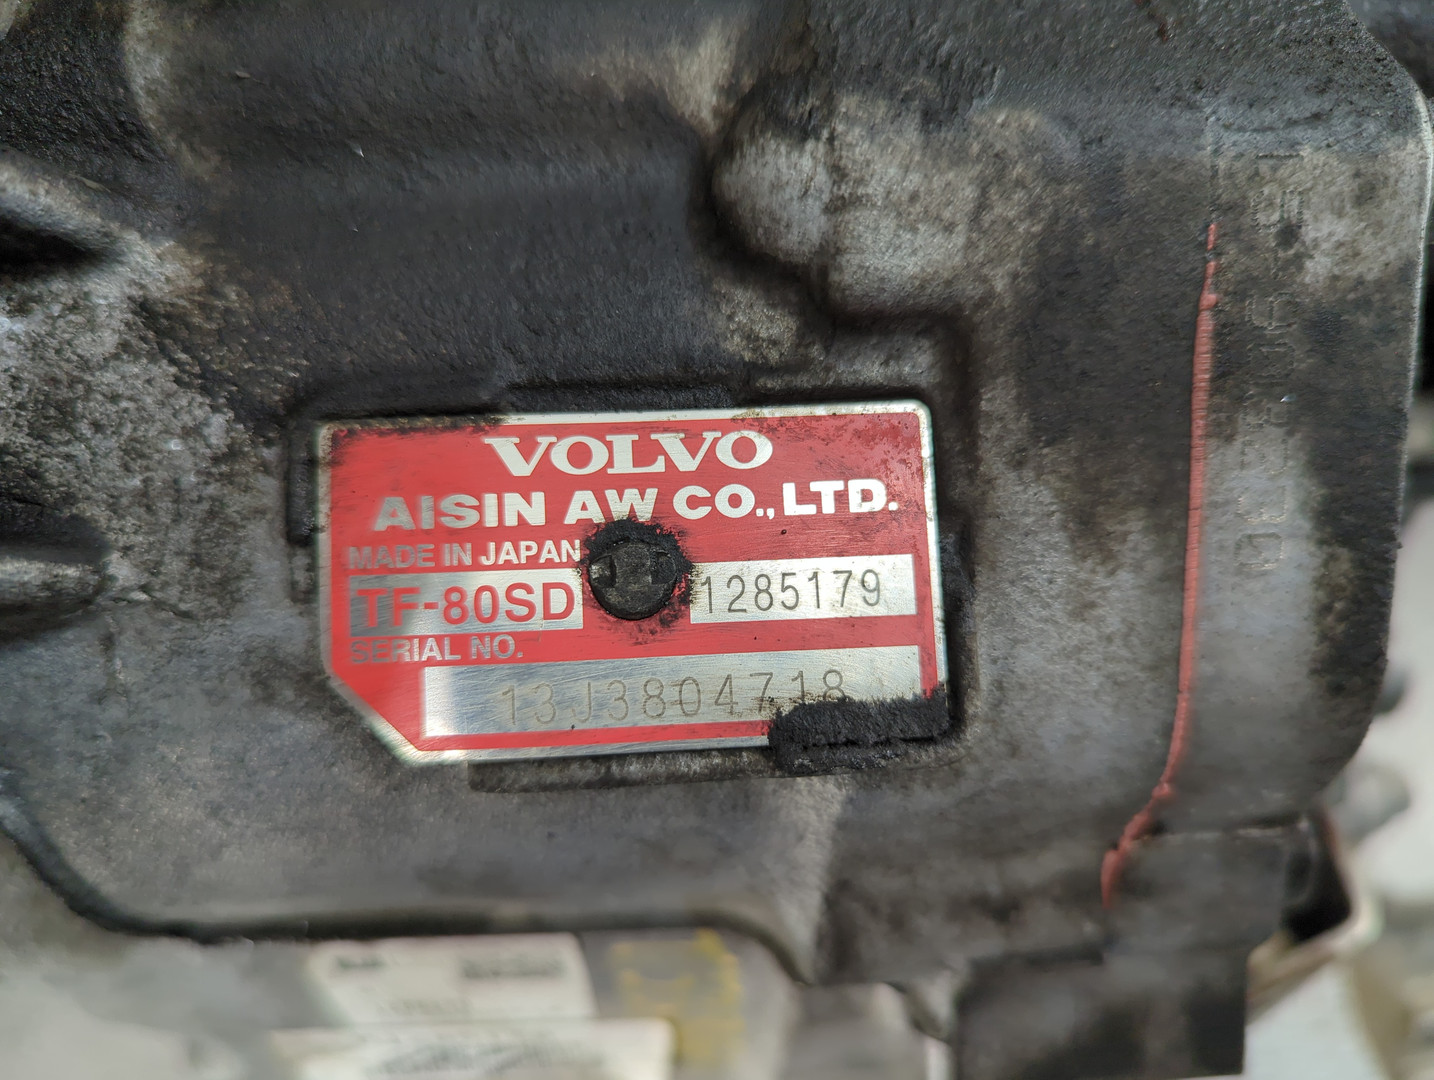 VOLVO
AISIN AW CO.,LTD.
MADE IN JAPAN
TF-80SD 1285179
SERIAL NO.
13J3804718